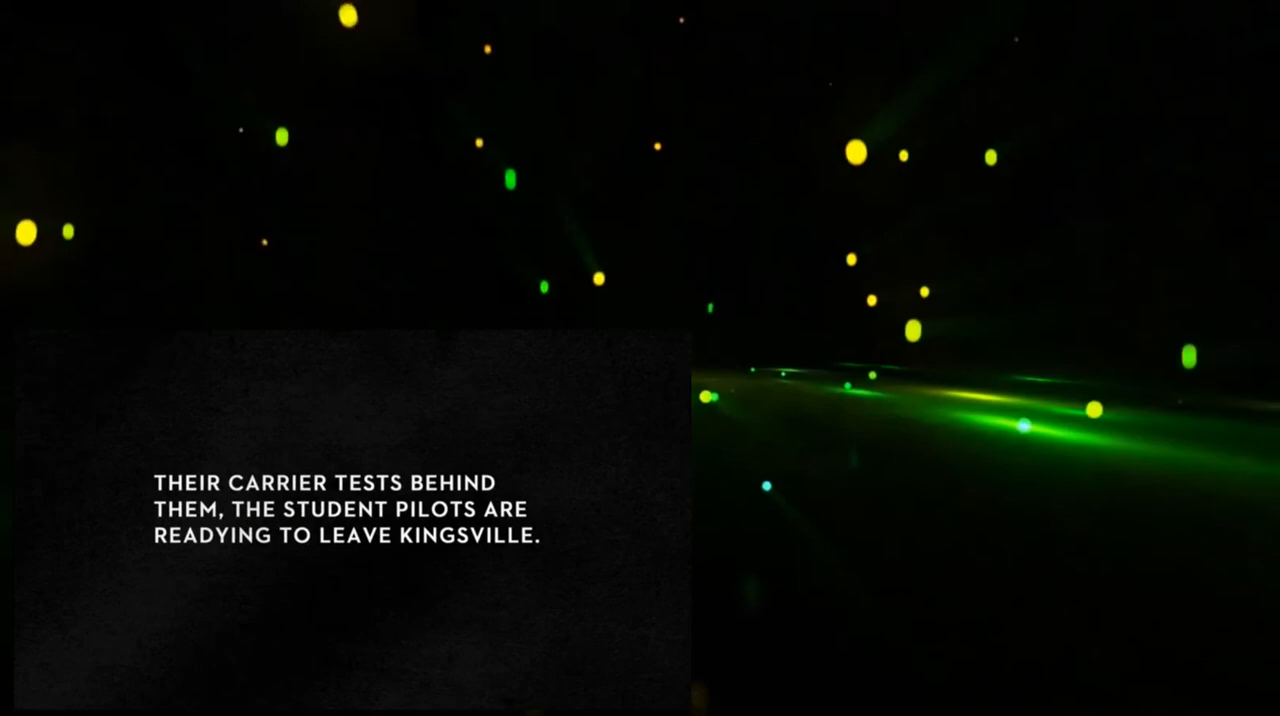 THEIR CARRIER TESTS BEHIND
THEM, THE STUDENT PILOTS ARE
READYING TO LEAVE KINGSVILLE.